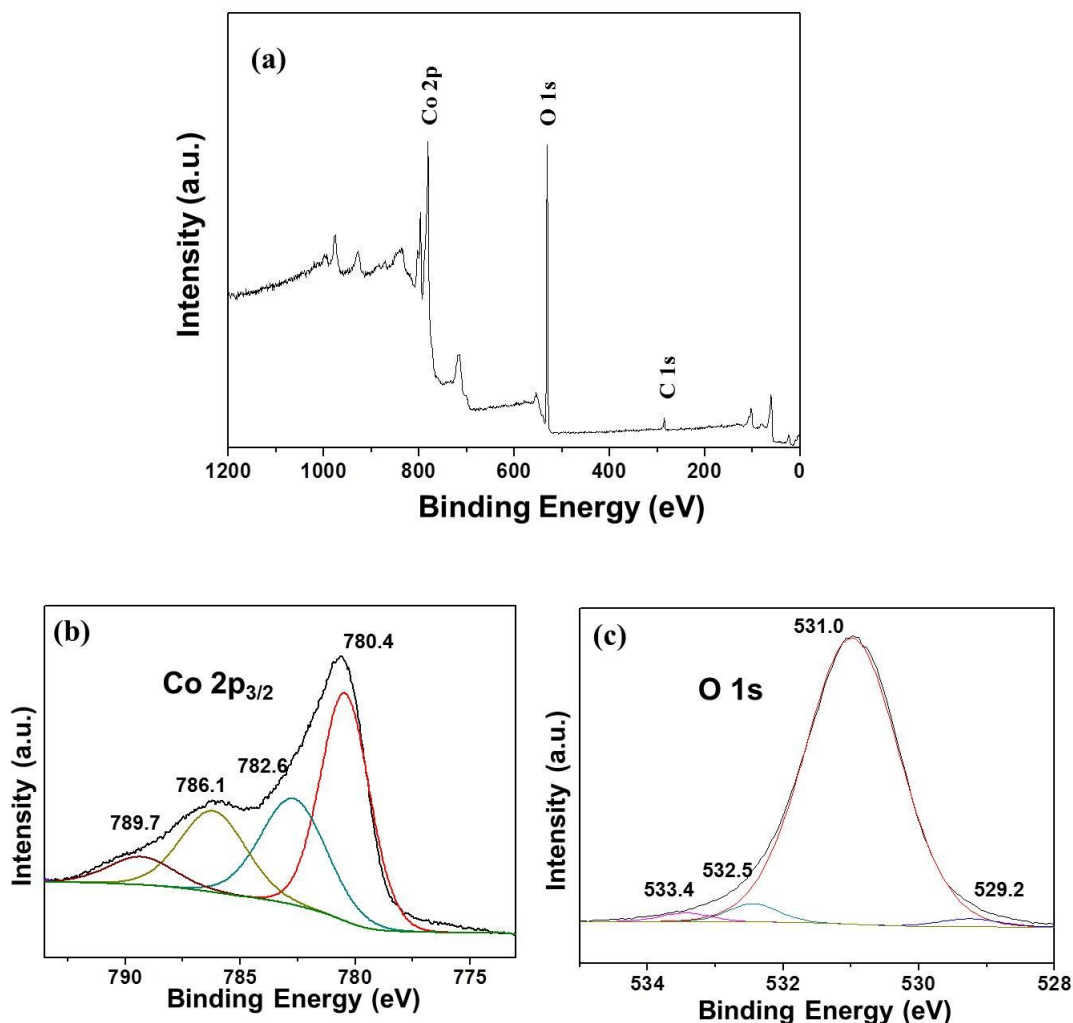 (a)
Co 2p
O 1s
C 1s
Intensity (a.u.)
1200 1000 800 600 400 200 0
Binding Energy (eV)
(b)
780.4
Co 2p3/2
782.6
786.1
789.7
Intensity (a.u.)
790 785 780 775
Binding Energy (eV)
(c)
531.0
O 1s
532.5
533.4
529.2
Intensity (a.u.)
534 532 530 528
Binding Energy (eV)